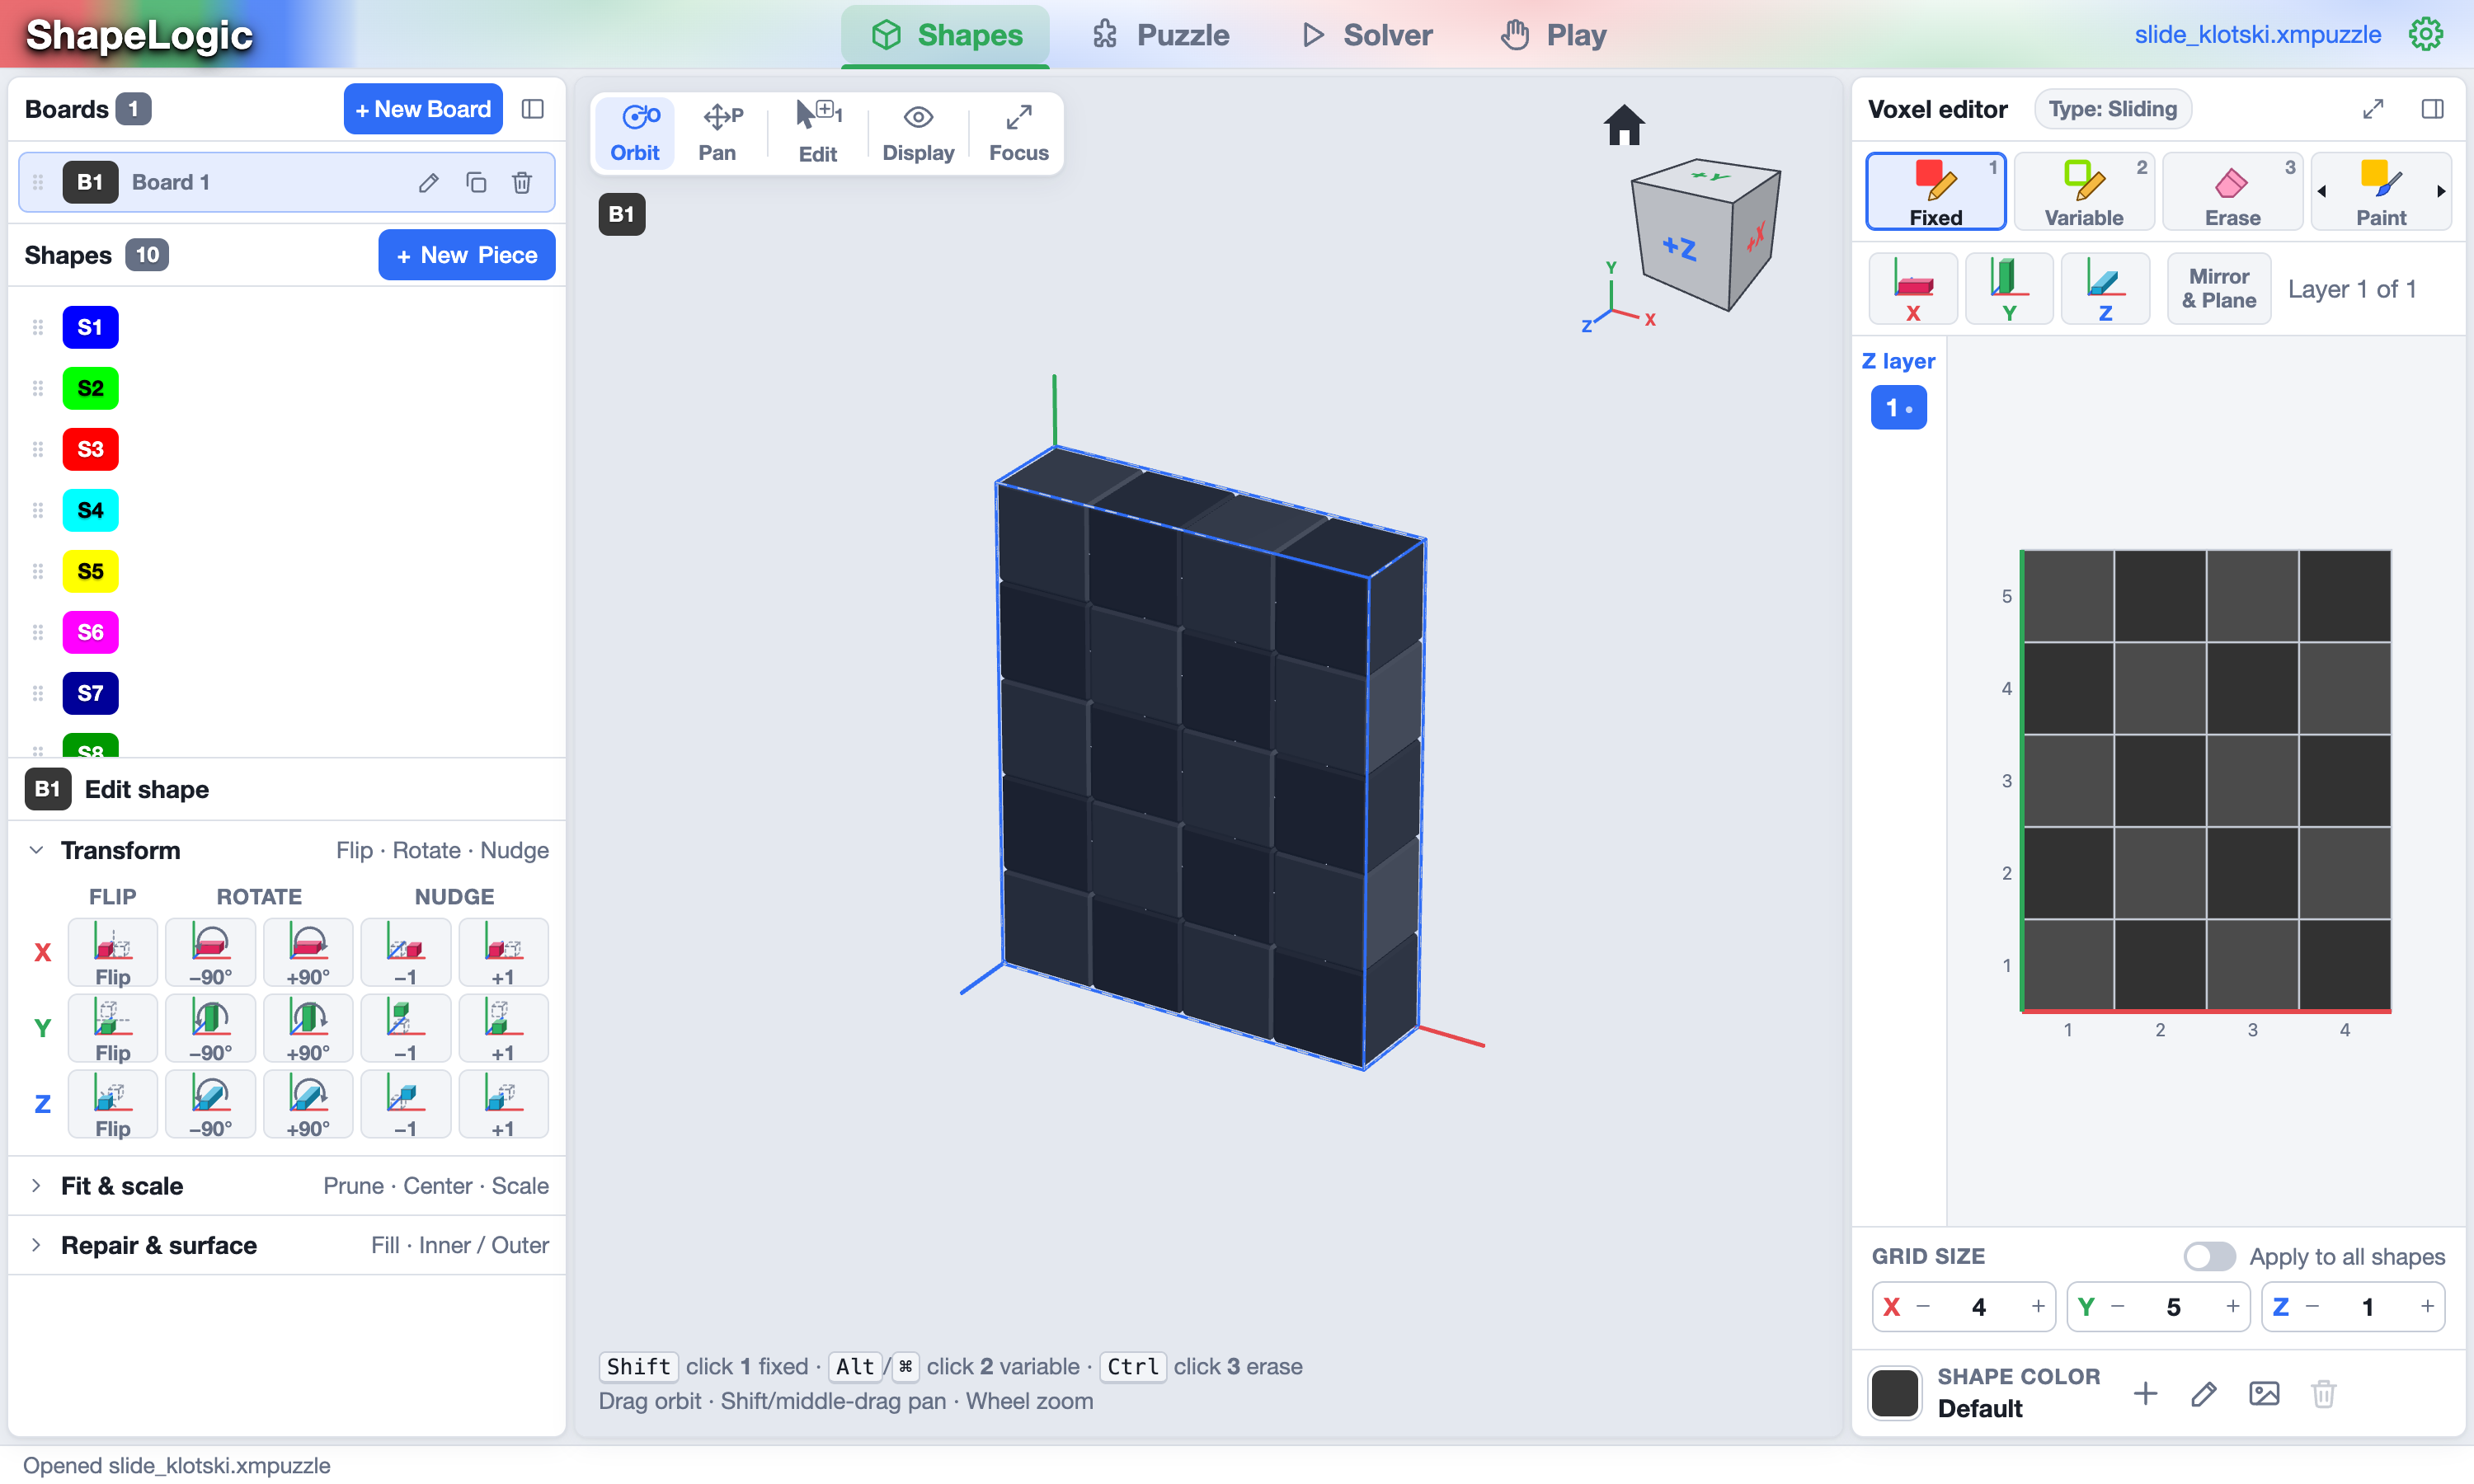 ShapeLogic
Shapes
Puzzle
Solver
Play
slide_klotski.xmpuzzle
Boards 1
+ New Board
B1 Board 1
Shapes 10
+ New Piece
S1
S2
S3
S4
S5
S6
S7
S8
B1 Edit shape
Transform
Flip · Rotate · Nudge
FLIP ROTATE NUDGE
X Flip −90° +90° −1 +1
Y Flip −90° +90° −1 +1
Z Flip −90° +90° −1 +1
Fit & scale
Prune · Center · Scale
Repair & surface
Fill · Inner / Outer
Opened slide_klotski.xmpuzzle
O P 1
Orbit Pan Edit Display Focus
B1
+Y
+Z
+X
Y
Z
X
Shift click 1 fixed · Alt/⌘ click 2 variable · Ctrl click 3 erase
Drag orbit · Shift/middle-drag pan · Wheel zoom
Voxel editor
Type: Sliding
1 2 3
Fixed Variable Erase Paint
X Y Z
Mirror
& Plane
Layer 1 of 1
Z layer
1
5
4
3
2
1
1 2 3 4
GRID SIZE
Apply to all shapes
X − 4 +
Y − 5 +
Z − 1 +
SHAPE COLOR
Default